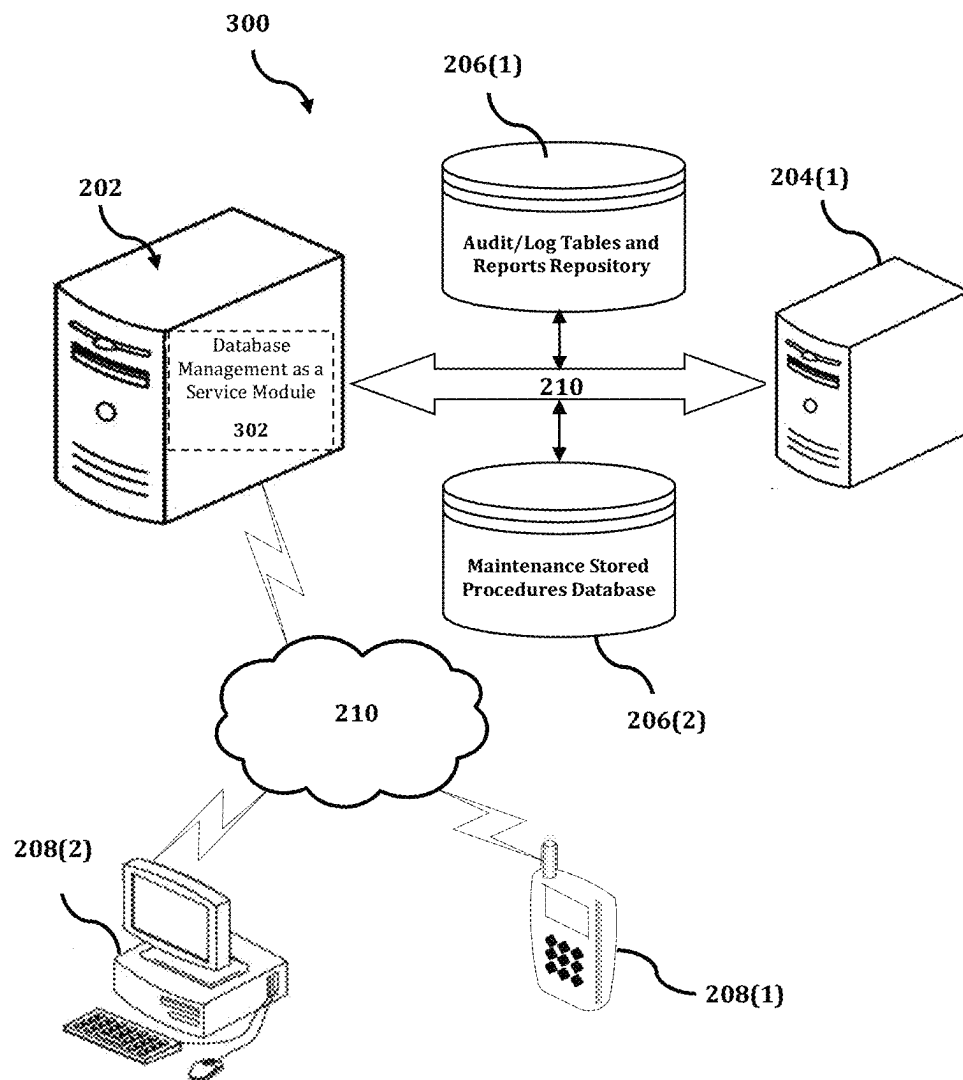 300
206(1)
202
204(1)
Audit/Log Tables and
Reports Repository
Database
Management as a
Service Module
302
210
Maintenance Stored
Procedures Database
210
206(2)
208(2)
208(1)